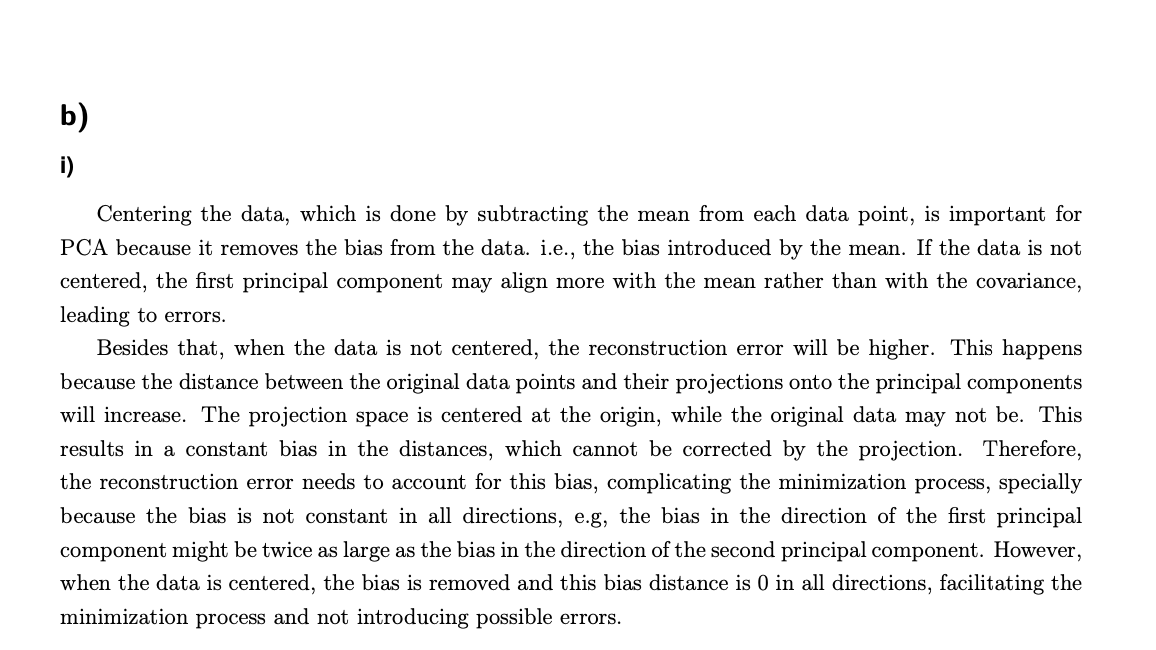 b)
i)
Centering the data, which is done by subtracting the mean from each data point, is important for
PCA because it removes the bias from the data. i.e., the bias introduced by the mean. If the data is not
centered, the first principal component may align more with the mean rather than with the covariance,
leading to errors.
Besides that, when the data is not centered, the reconstruction error will be higher. This happens
because the distance between the original data points and their projections onto the principal components
will increase. The projection space is centered at the origin, while the original data may not be. This
results in a constant bias in the distances, which cannot be corrected by the projection. Therefore,
the reconstruction error needs to account for this bias, complicating the minimization process, specially
because the bias is not constant in all directions, e.g, the bias in the direction of the first principal
component might be twice as large as the bias in the direction of the second principal component. However,
when the data is centered, the bias is removed and this bias distance is 0 in all directions, facilitating the
minimization process and not introducing possible errors.